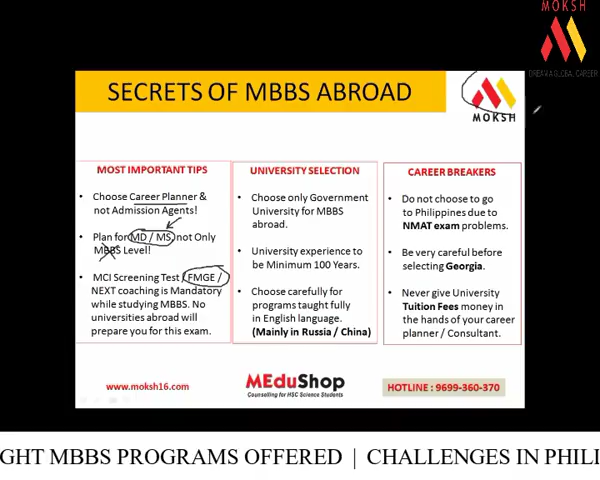 MOKSH
DREAM A GLOBAL CAREER
SECRETS OF MBBS ABROAD
MOKSH
MOST IMPORTANT TIPS
• Choose Career Planner &
not Admission Agents!
• Plan for MD / MS not Only
MBBS Level!
• MCI Screening Test / FMGE /
NEXT coaching is Mandatory
while studying MBBS. No
universities abroad will
prepare you for this exam.
UNIVERSITY SELECTION
• Choose only Government
University for MBBS
abroad.
• University experience to
be Minimum 100 Years.
• Choose carefully for
programs taught fully
in English language.
(Mainly in Russia / China)
CAREER BREAKERS
• Do not choose to go
to Philippines due to
NMAT exam problems.
• Be very careful before
selecting Georgia.
• Never give University
Tuition Fees money in
the hands of your career
planner / Consultant.
www.moksh16.com
MEduShop
Counselling for HSC Science Students
HOTLINE : 9699-360-370
GHT MBBS PROGRAMS OFFERED | CHALLENGES IN PHILI